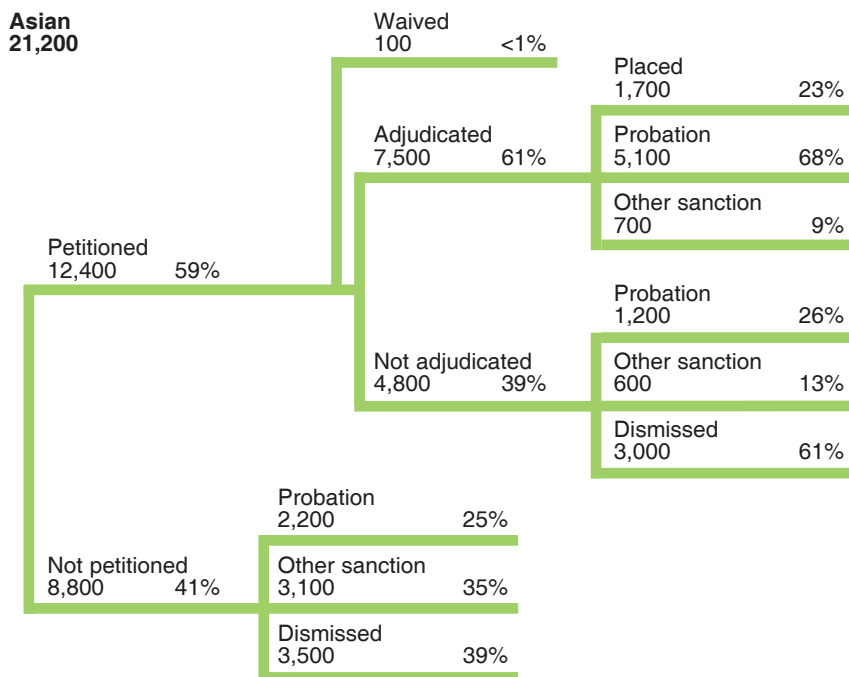 Asian
21,200
Waived
100 <1%
Placed
1,700 23%
Adjudicated
7,500 61%
Probation
5,100 68%
Other sanction
700 9%
Petitioned
12,400 59%
Probation
1,200 26%
Not adjudicated
4,800 39%
Other sanction
600 13%
Dismissed
3,000 61%
Probation
2,200 25%
Not petitioned
8,800 41%
Other sanction
3,100 35%
Dismissed
3,500 39%